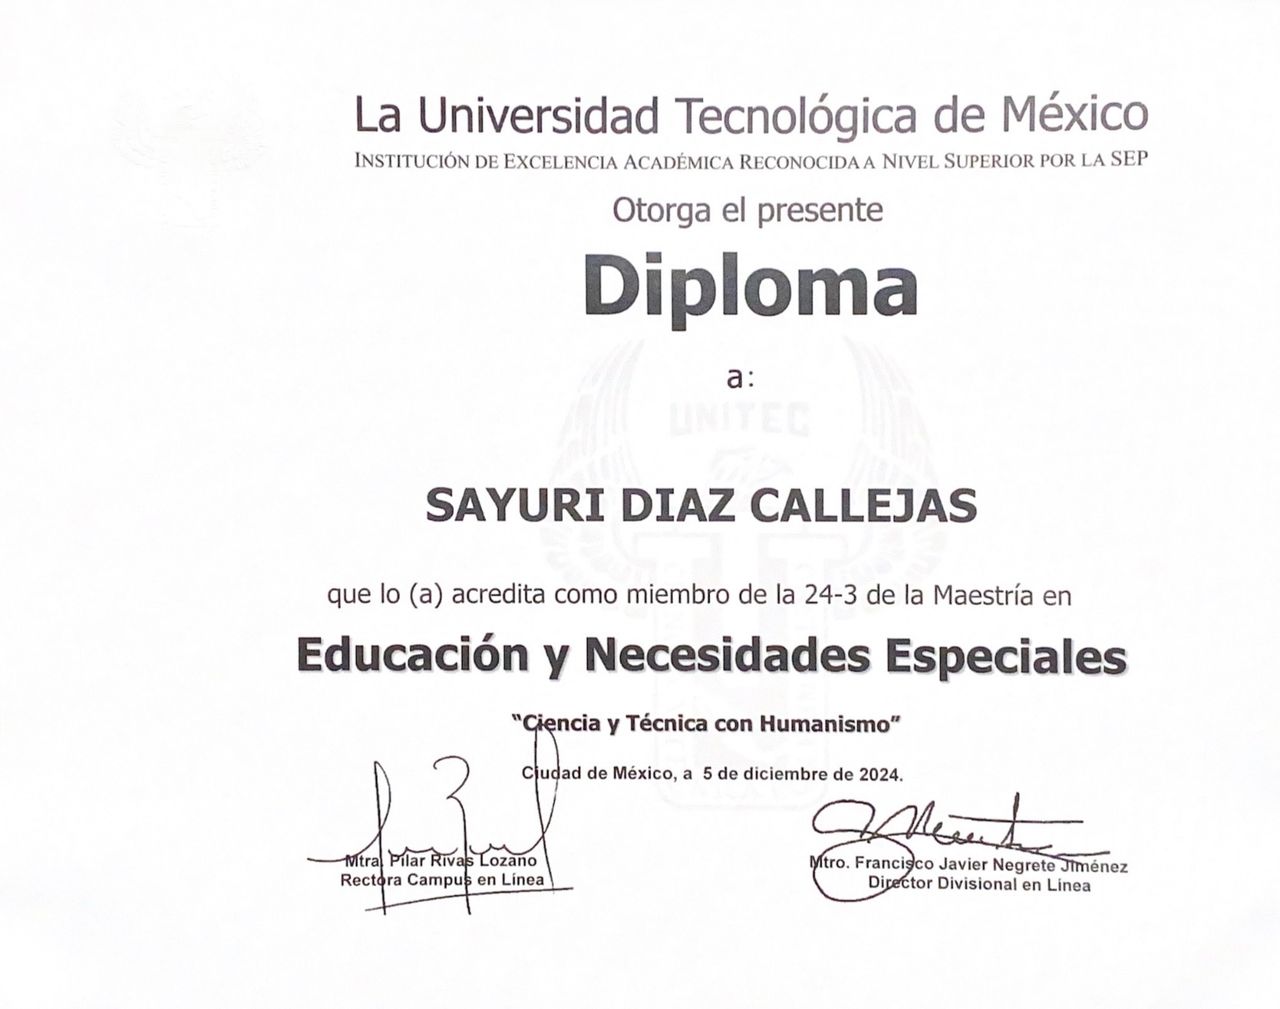 La Universidad Tecnológica de México
INSTITUCIÓN DE EXCELENCIA ACADÉMICA RECONOCIDA A NIVEL SUPERIOR POR LA SEP
Otorga el presente
Diploma
a:
UNITEC
SAYURI DIAZ CALLEJAS
que lo (a) acredita como miembro de la 24-3 de la Maestría en
Educación y Necesidades Especiales
“Ciencia y Técnica con Humanismo”
Ciudad de México, a 5 de diciembre de 2024.
Mtra. Pilar Rivas Lozano
Rectora Campus en Línea
Mtro. Francisco Javier Negrete Jiménez
Director Divisional en Línea